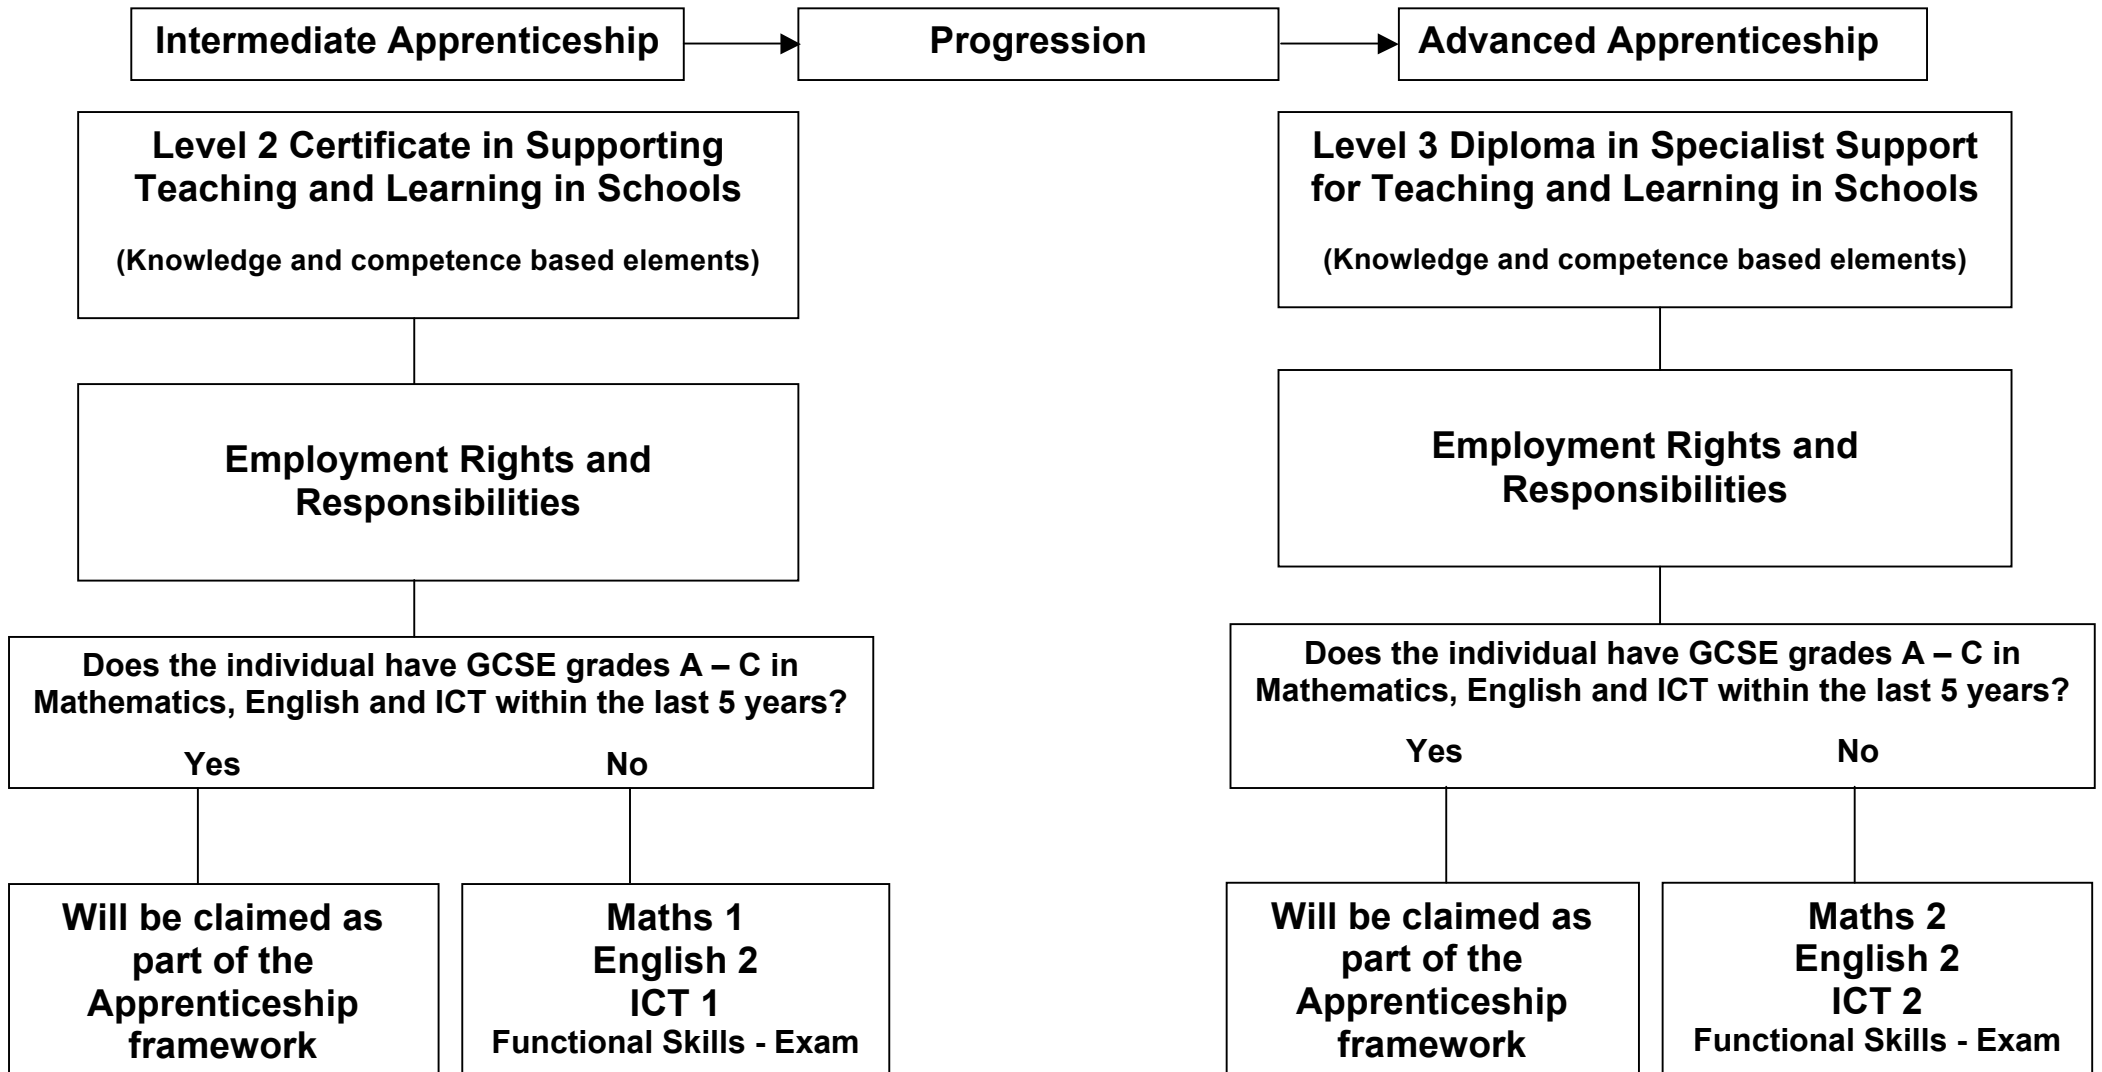 Intermediate Apprenticeship
Progression
Advanced Apprenticeship
Level 2 Certificate in Supporting
Teaching and Learning in Schools
(Knowledge and competence based elements)
Employment Rights and
Responsibilities
Does the individual have GCSE grades A – C in
Mathematics, English and ICT within the last 5 years?
Yes
No
Will be claimed as
part of the
Apprenticeship
framework
Maths 1
English 2
ICT 1
Functional Skills - Exam
Level 3 Diploma in Specialist Support
for Teaching and Learning in Schools
(Knowledge and competence based elements)
Employment Rights and
Responsibilities
Does the individual have GCSE grades A – C in
Mathematics, English and ICT within the last 5 years?
Yes
No
Will be claimed as
part of the
Apprenticeship
framework
Maths 2
English 2
ICT 2
Functional Skills - Exam